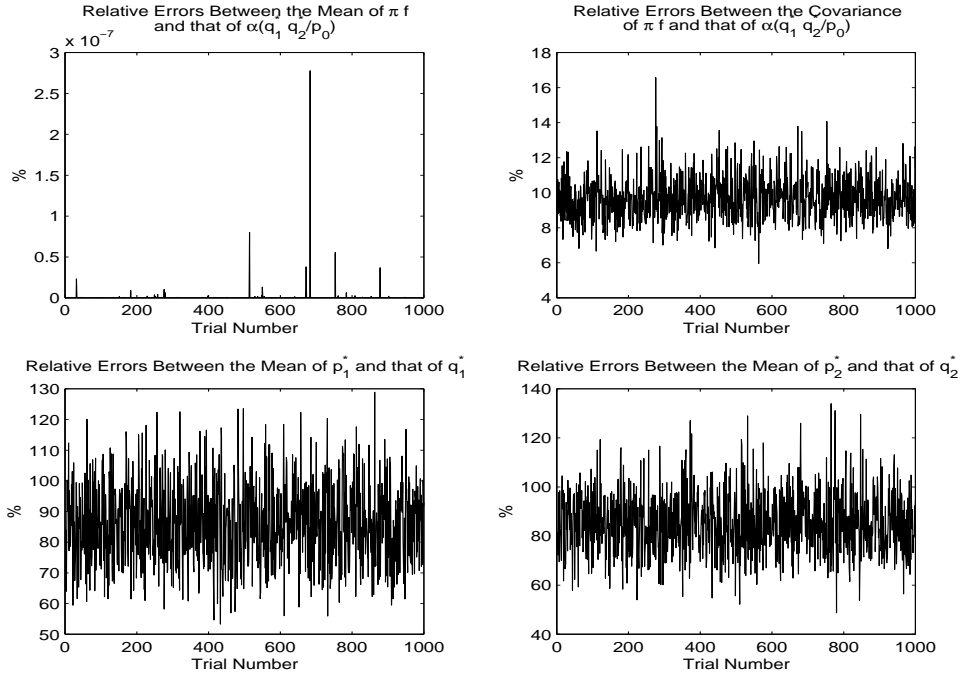 Relative Errors Between the Mean of π f
and that of α(q₁* q₂*/p₀)
x 10⁻⁷
3
2.5
2
1.5
1
0.5
0
%
0 200 400 600 800 1000
Trial Number
Relative Errors Between the Covariance
of π f and that of α(q₁* q₂*/p₀)
18
16
14
12
10
8
6
4
%
0 200 400 600 800 1000
Trial Number
Relative Errors Between the Mean of p₁* and that of q₁*
130
120
110
100
90
80
70
60
50
%
0 200 400 600 800 1000
Trial Number
Relative Errors Between the Mean of p₂* and that of q₂*
140
120
100
80
60
40
%
0 200 400 600 800 1000
Trial Number